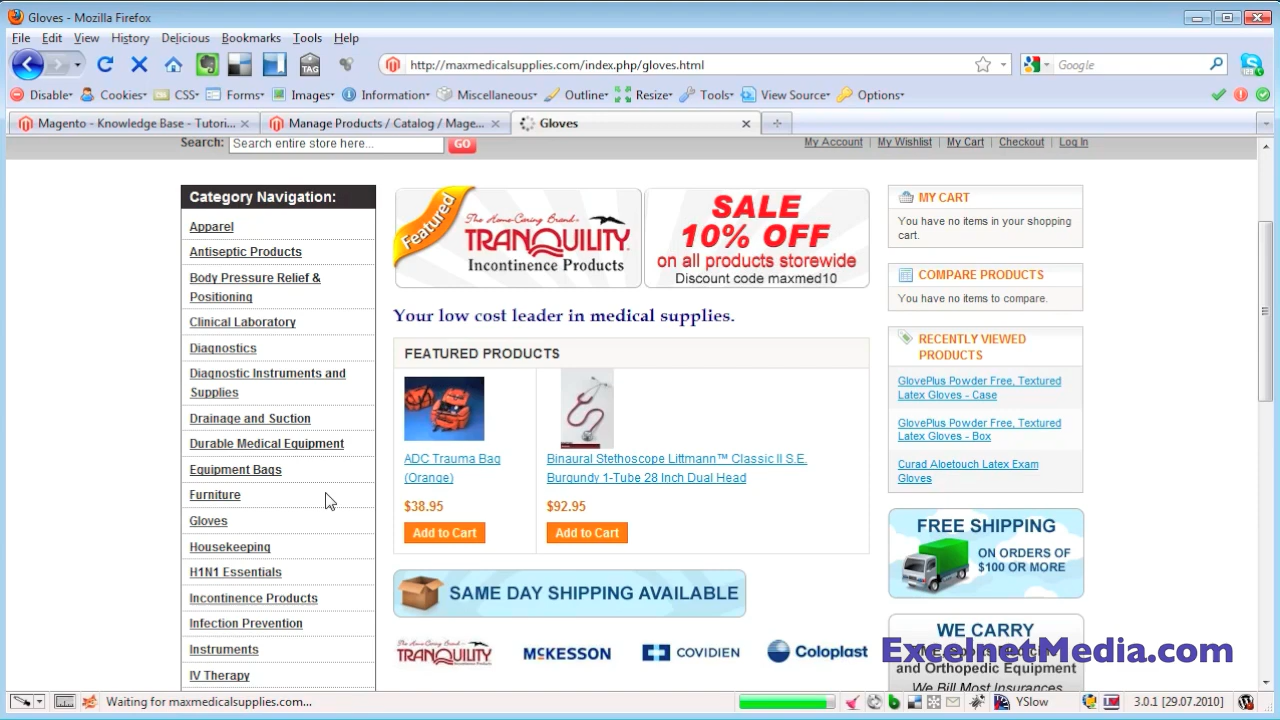 Gloves - Mozilla Firefox
File Edit View History Delicious Bookmarks Tools Help
TAG
http://maxmedicalsupplies.com/index.php/gloves.html
Google
Disable Cookies CSS Forms Images Information Miscellaneous Outline Resize Tools View Source Options
Magento - Knowledge Base - Tutori...
Manage Products / Catalog / Mage...
Gloves
Search: Search entire store here... GO
My Account | My Wishlist | My Cart | Checkout | Log In
Category Navigation:
Apparel
Antiseptic Products
Body Pressure Relief &
Positioning
Clinical Laboratory
Diagnostics
Diagnostic Instruments and
Supplies
Drainage and Suction
Durable Medical Equipment
Equipment Bags
Furniture
Gloves
Housekeeping
H1N1 Essentials
Incontinence Products
Infection Prevention
Instruments
IV Therapy
Featured
The Home-Caring Brand
TRANQUILITY
Incontinence Products
SALE
10% OFF
on all products storewide
Discount code maxmed10
Your low cost leader in medical supplies.
FEATURED PRODUCTS
ADC Trauma Bag
(Orange)
$38.95
Add to Cart
Binaural Stethoscope Littmann™ Classic II S.E.
Burgundy 1-Tube 28 Inch Dual Head
$92.95
Add to Cart
SAME DAY SHIPPING AVAILABLE
The Home-Caring Brand
TRANQUILITY
Incontinence Products
McKESSON
COVIDIEN
Coloplast
MY CART
You have no items in your shopping
cart.
COMPARE PRODUCTS
You have no items to compare.
RECENTLY VIEWED
PRODUCTS
GlovePlus Powder Free, Textured
Latex Gloves - Case
GlovePlus Powder Free, Textured
Latex Gloves - Box
Curad Aloetouch Latex Exam
Gloves
FREE SHIPPING
ON ORDERS OF
$100 OR MORE
WE CARRY
ExcelnetMedia.com
and Orthopedic Equipment
We Bill Most Insurances
Waiting for maxmedicalsupplies.com...
YSlow
3.0.1 [29.07.2010]